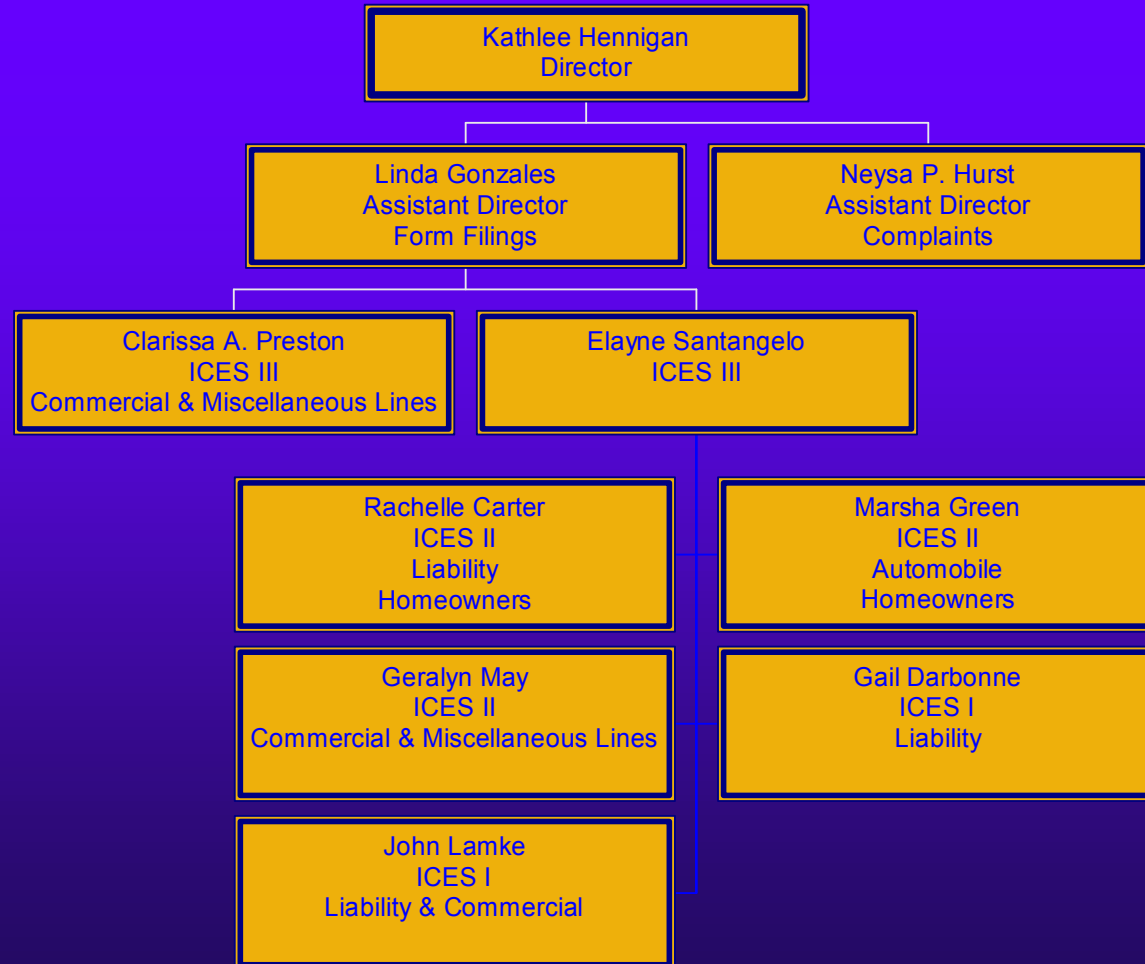 Kathlee Hennigan
Director
Linda Gonzales
Assistant Director
Form Filings
Neysa P. Hurst
Assistant Director
Complaints
Clarissa A. Preston
ICES III
Commercial & Miscellaneous Lines
Elayne Santangelo
ICES III
Rachelle Carter
ICES II
Liability
Homeowners
Marsha Green
ICES II
Automobile
Homeowners
Geralyn May
ICES II
Commercial & Miscellaneous Lines
Gail Darbonne
ICES I
Liability
John Lamke
ICES I
Liability & Commercial